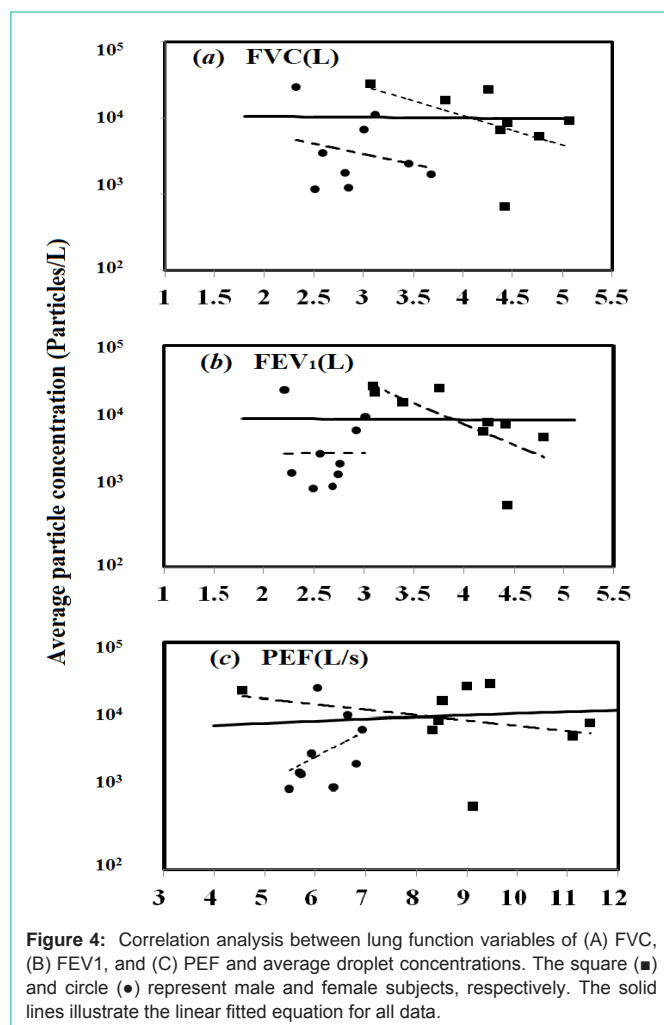 Average particle concentration (Particles/L)
(a) FVC(L)
10⁵
10⁴
10³
10²
1 1.5 2 2.5 3 3.5 4 4.5 5 5.5
(b) FEV₁(L)
10⁵
10⁴
10³
10²
1 1.5 2 2.5 3 3.5 4 4.5 5 5.5
(c) PEF(L/s)
10⁵
10⁴
10³
10²
3 4 5 6 7 8 9 10 11 12
Figure 4: Correlation analysis between lung function variables of (A) FVC,
(B) FEV1, and (C) PEF and average droplet concentrations. The square (■)
and circle (●) represent male and female subjects, respectively. The solid
lines illustrate the linear fitted equation for all data.